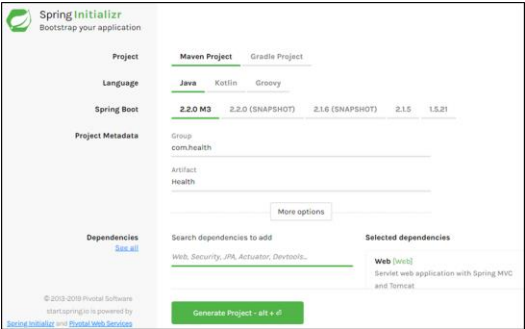 Spring Initializr
Bootstrap your application
Project
Maven Project Gradle Project
Language
Java Kotlin Groovy
Spring Boot
2.2.0 M3 2.2.0 (SNAPSHOT) 2.1.6 (SNAPSHOT) 2.1.5 1.5.21
Project Metadata
Group
com.health
Artifact
Health
More options
Dependencies
See all
Search dependencies to add
Web, Security, JPA, Actuator, Devtools...
Selected dependencies
Web [Web]
Servlet web application with Spring MVC
and Tomcat
© 2013-2019 Pivotal Software
start.spring.io is powered by
Spring Initializr and Pivotal Web Services
Generate Project - alt + ⏎